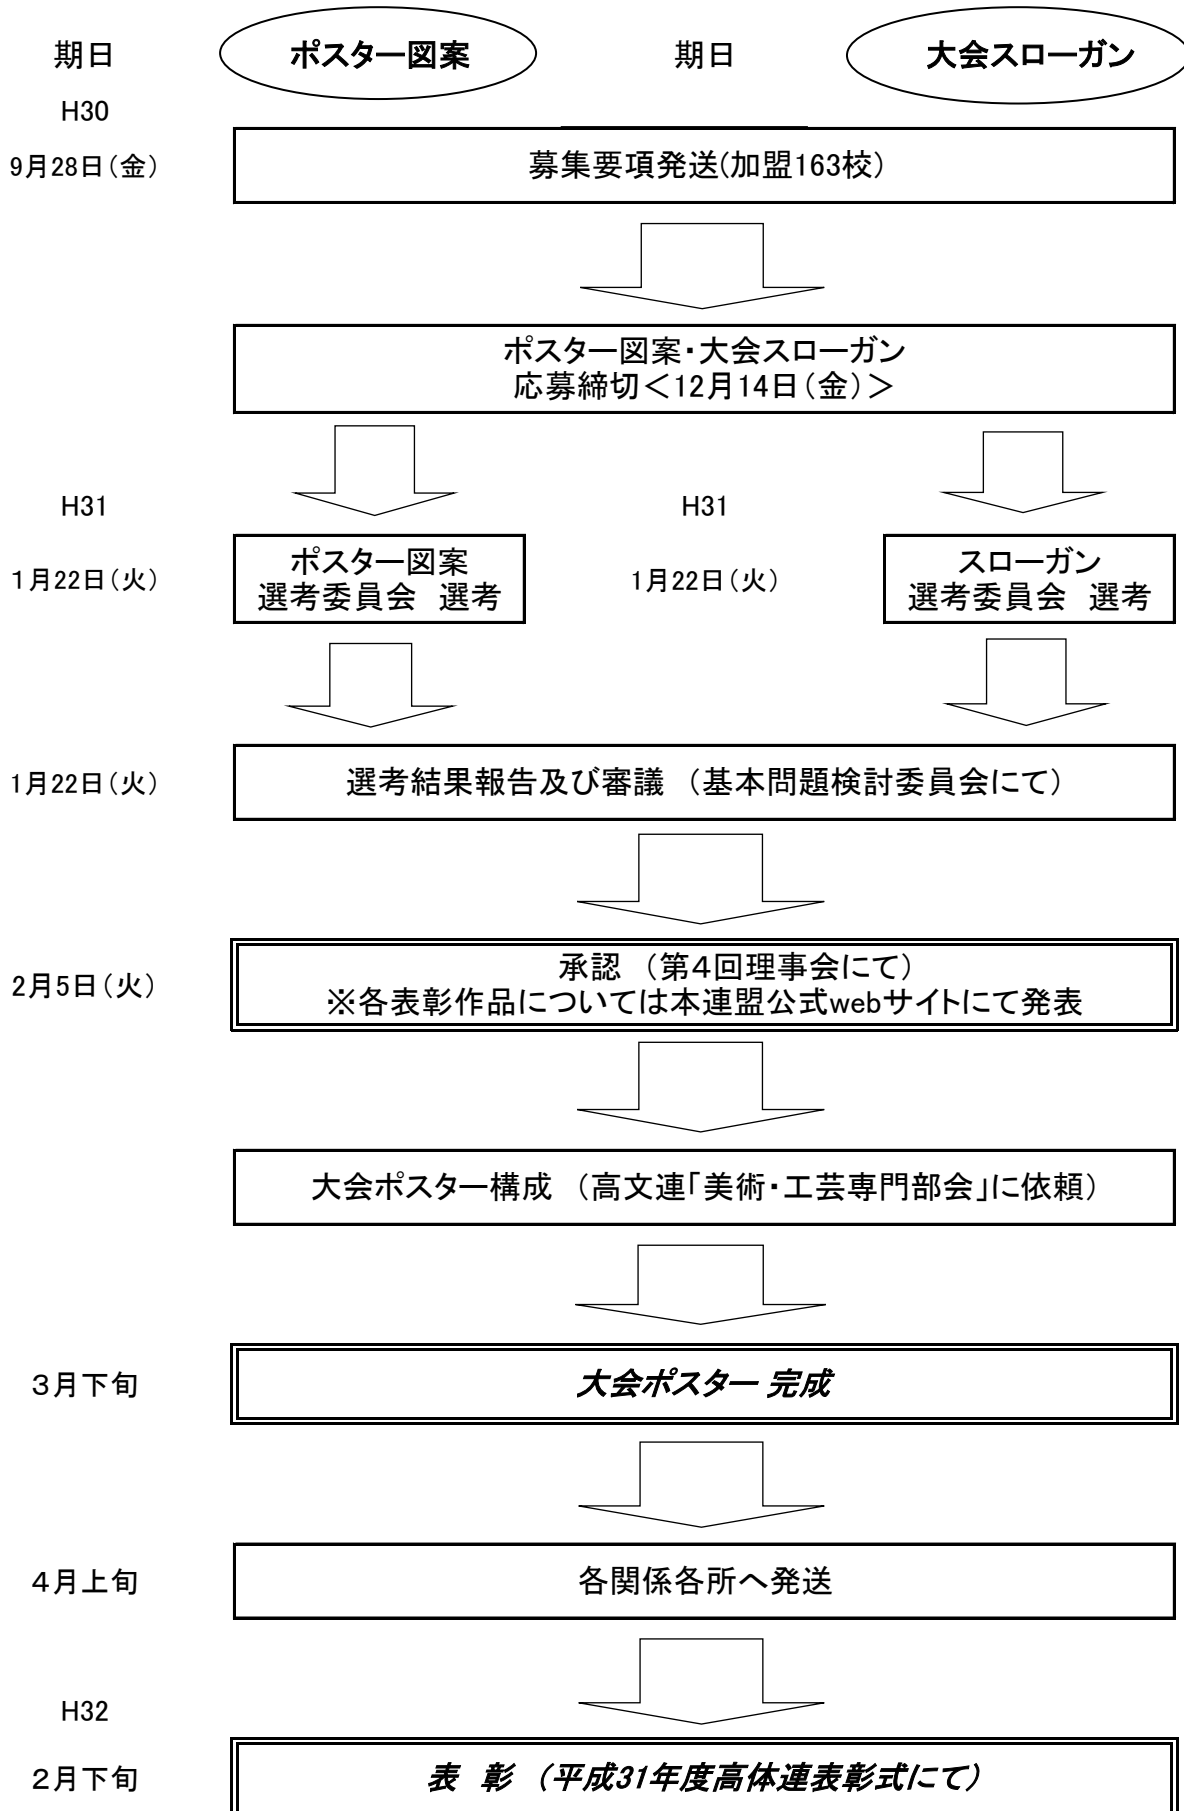 期日 ポスター図案 期日 大会スローガン
H30
9月28日（金） 募集要項発送(加盟163校）
ポスター図案・大会スローガン
応募締切＜12月14日（金）＞
H31 H31
1月22日（火） ポスター図案 1月22日（火） スローガン
選考委員会　選考 選考委員会　選考
1月22日（火） 選考結果報告及び審議　（基本問題検討委員会にて）
2月5日（火） 承認　（第４回理事会にて）
※各表彰作品については本連盟公式webサイトにて発表
大会ポスター構成　（高文連「美術・工芸専門部会」に依頼）
３月下旬 大会ポスター 完成
４月上旬 各関係各所へ発送
H32
２月下旬 表　彰　（平成31年度高体連表彰式にて）